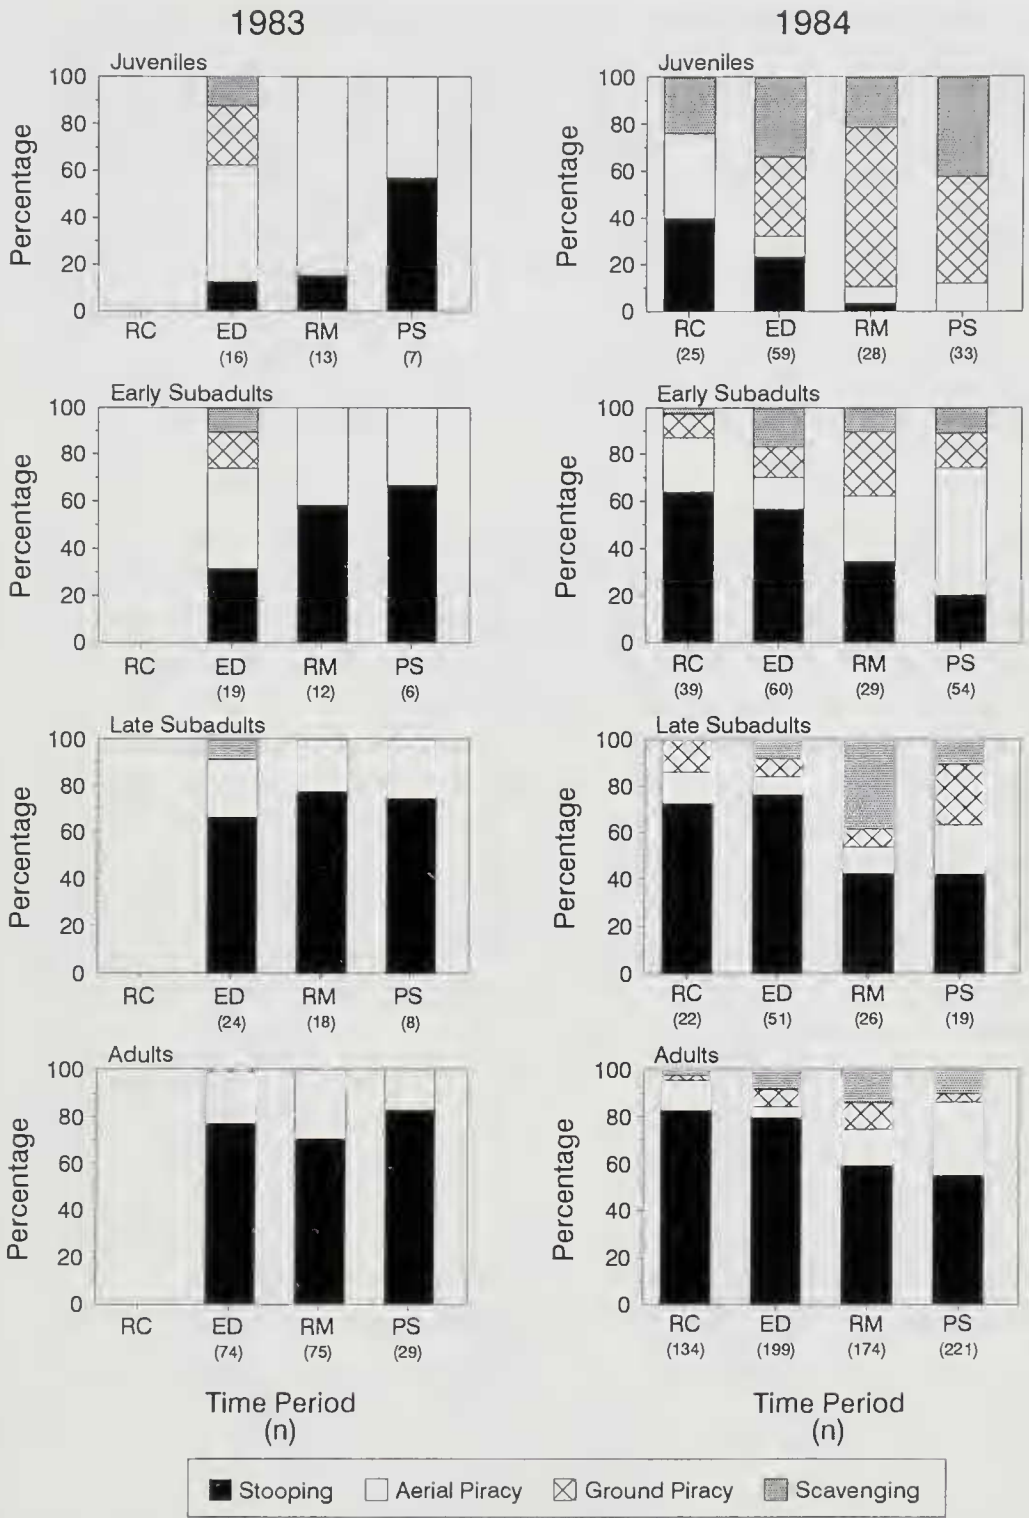 1983
1984
Juveniles
100
80
60
40
20
0
Percentage
RC ED RM PS
(16) (13) (7)
Juveniles
100
80
60
40
20
0
Percentage
RC ED RM PS
(25) (59) (28) (33)
Early Subadults
100
80
60
40
20
0
Percentage
RC ED RM PS
(19) (12) (6)
Early Subadults
100
80
60
40
20
0
Percentage
RC ED RM PS
(39) (60) (29) (54)
Late Subadults
100
80
60
40
20
0
Percentage
RC ED RM PS
(24) (18) (8)
Late Subadults
100
80
60
40
20
0
Percentage
RC ED RM PS
(22) (51) (26) (19)
Adults
100
80
60
40
20
0
Percentage
RC ED RM PS
(74) (75) (29)
Time Period
(n)
Adults
100
80
60
40
20
0
Percentage
RC ED RM PS
(134) (199) (174) (221)
Time Period
(n)
Stooping Aerial Piracy Ground Piracy Scavenging